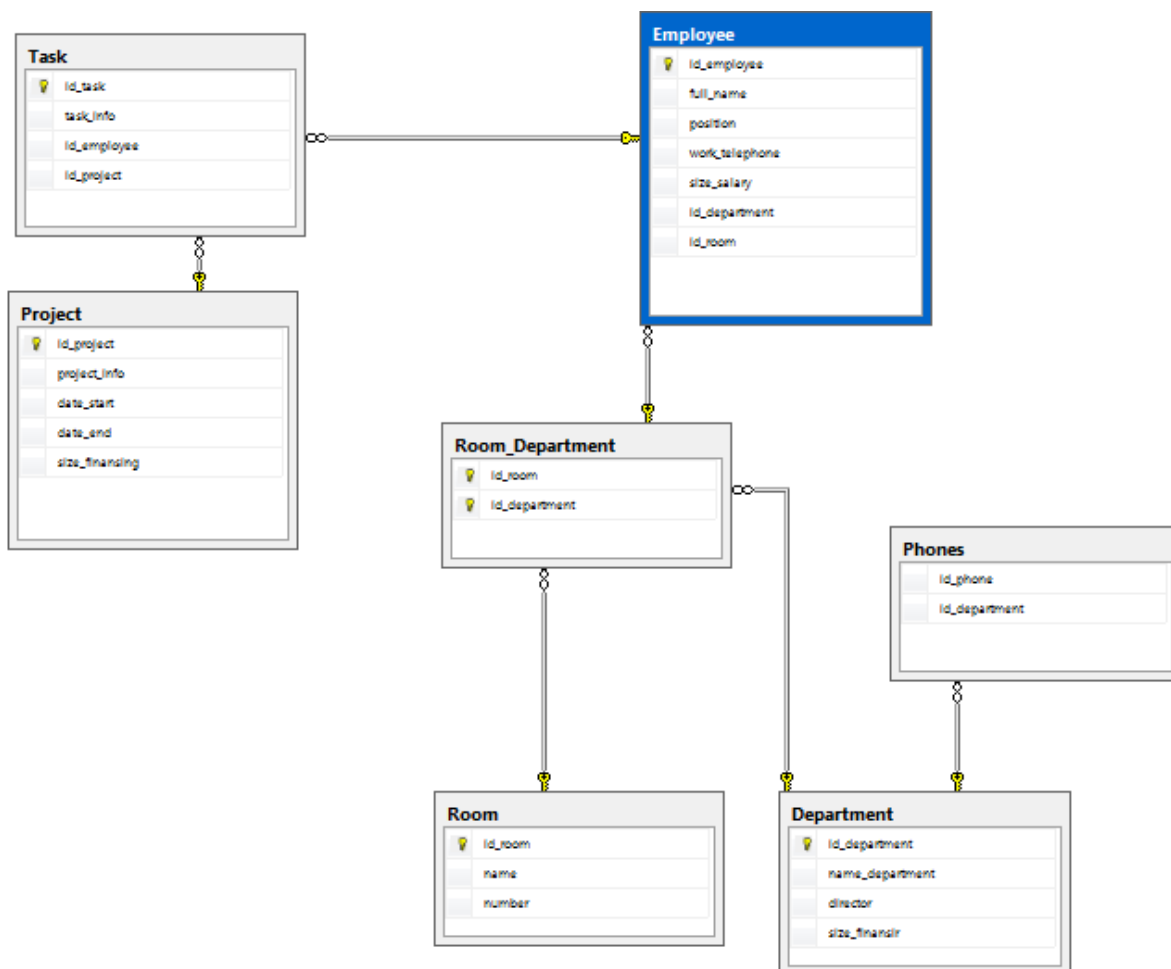 Task
id_task
task_info
id_employee
id_project
Employee
id_employee
full_name
position
work_telephone
size_salary
id_department
id_room
Project
id_project
project_info
date_start
date_end
size_finansing
Room_Department
id_room
id_department
Phones
id_phone
id_department
Room
id_room
name
number
Department
id_department
name_department
director
size_finansir